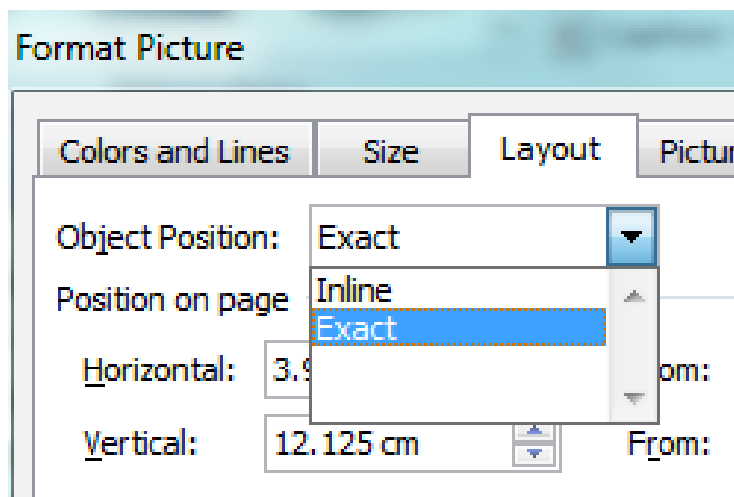 Format Picture
Colors and Lines Size Layout
Object Position: Exact
Inline
Position on page
Exact
Horizontal:
Vertical: 12.125 cm From: